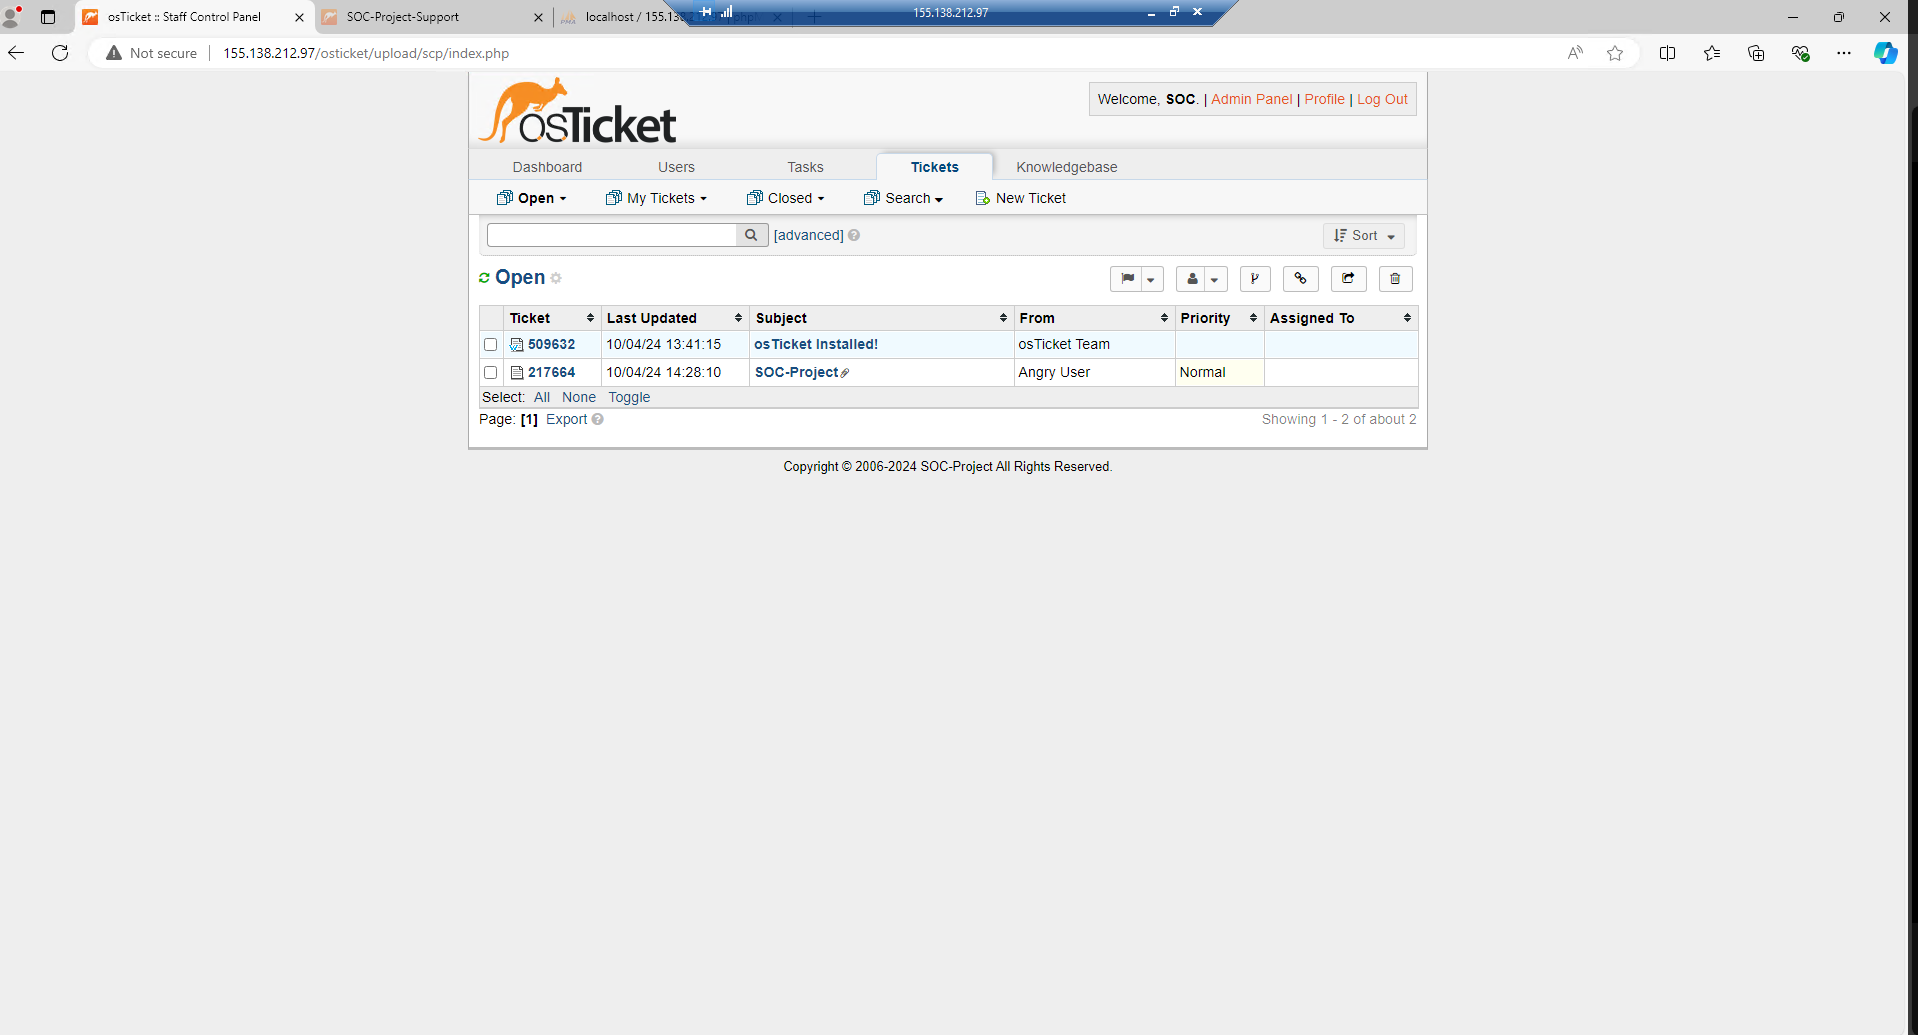 osTicket :: Staff Control Panel
SOC-Project-Support
localhost / 155.138.2
155.138.212.97
Not secure
155.138.212.97/osticket/upload/scp/index.php
osTicket
Welcome, SOC. | Admin Panel | Profile | Log Out
Dashboard Users Tasks Tickets Knowledgebase
Open My Tickets Closed Search New Ticket
[advanced]
Sort
Open
Ticket Last Updated Subject From Priority Assigned To
509632 10/04/24 13:41:15 osTicket Installed! osTicket Team
217664 10/04/24 14:28:10 SOC-Project Angry User Normal
Select: All None Toggle
Page: [1] Export
Showing 1 - 2 of about 2
Copyright © 2006-2024 SOC-Project All Rights Reserved.